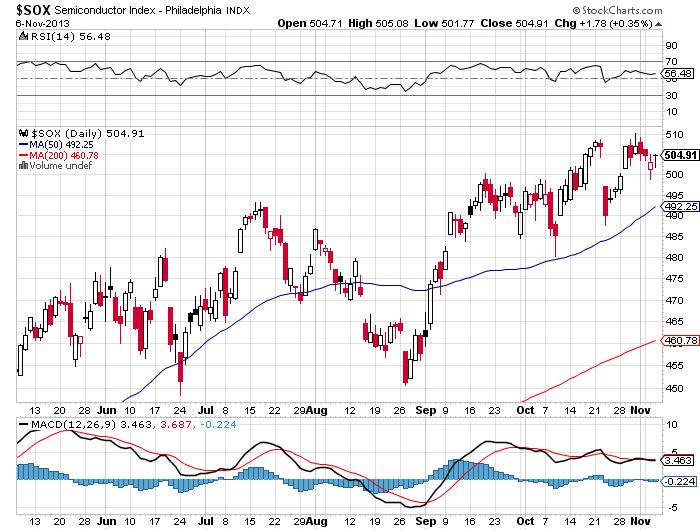 $SOX Semiconductor Index - Philadelphia INDX
© StockCharts.com
6-Nov-2013
Open 504.71 High 505.08 Low 501.77 Close 504.91 Chg +1.78 (+0.35%)
RSI(14) 56.48
90
70
56.48
50
30
10
$SOX (Daily) 504.91
MA(50) 492.25
MA(200) 460.78
Volume undef
510
504.91
500
495
492.25
490
485
480
475
470
465
460.78
455
450
13 20 28 Jun 10 17 24 Jul 8 15 22 Aug 12 19 26 Sep 9 16 23 Oct 7 14 21 28 Nov
MACD(12,26,9) 3.463, 3.687, -0.224
10
5
3.463
-0.224
-5
13 20 28 Jun 10 17 24 Jul 8 15 22 Aug 12 19 26 Sep 9 16 23 Oct 7 14 21 28 Nov